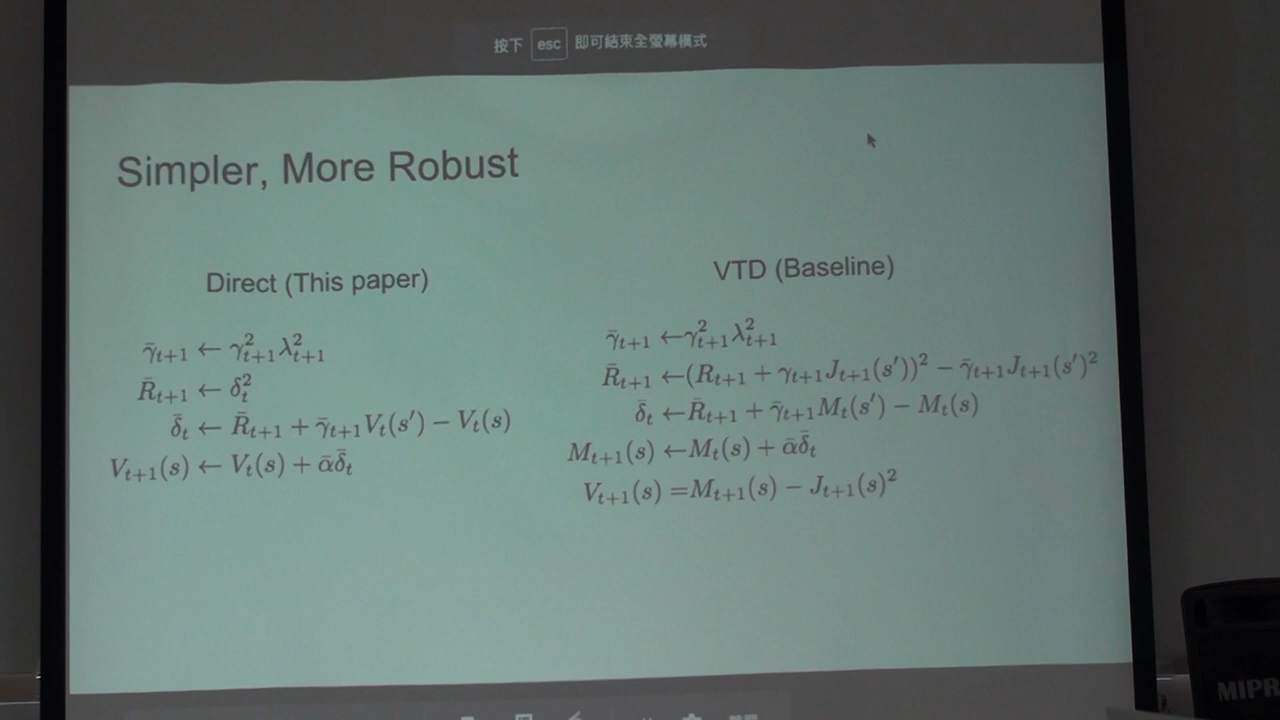 按下 esc 即可結束全螢幕模式
Simpler, More Robust
Direct (This paper)
γ̄_{t+1} ← γ²_{t+1}λ²_{t+1}
R̄_{t+1} ← δ²_t
δ̄_t ← R̄_{t+1} + γ̄_{t+1}V_t(s′) − V_t(s)
V_{t+1}(s) ← V_t(s) + ᾱδ̄_t
VTD (Baseline)
γ̄_{t+1} ← γ²_{t+1}λ²_{t+1}
R̄_{t+1} ← (R_{t+1} + γ_{t+1}J_{t+1}(s′))² − γ̄_{t+1}J_{t+1}(s′)²
δ̄_t ← R̄_{t+1} + γ̄_{t+1}M_t(s′) − M_t(s)
M_{t+1}(s) ← M_t(s) + ᾱδ̄_t
V_{t+1}(s) = M_{t+1}(s) − J_{t+1}(s)²
MIPR